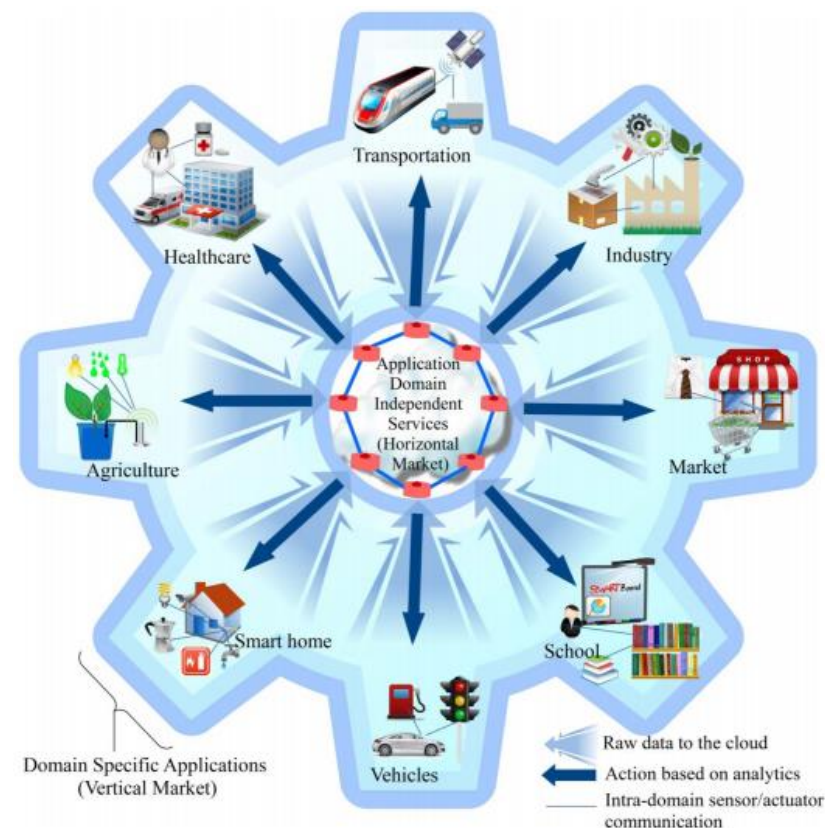 Transportation
Healthcare
Industry
Application
Domain
Independent
Services
(Horizontal
Market)
SHOP
Agriculture
Market
Smart home
School
Vehicles
Domain Specific Applications
(Vertical Market)
Raw data to the cloud
Action based on analytics
Intra-domain sensor/actuator
communication